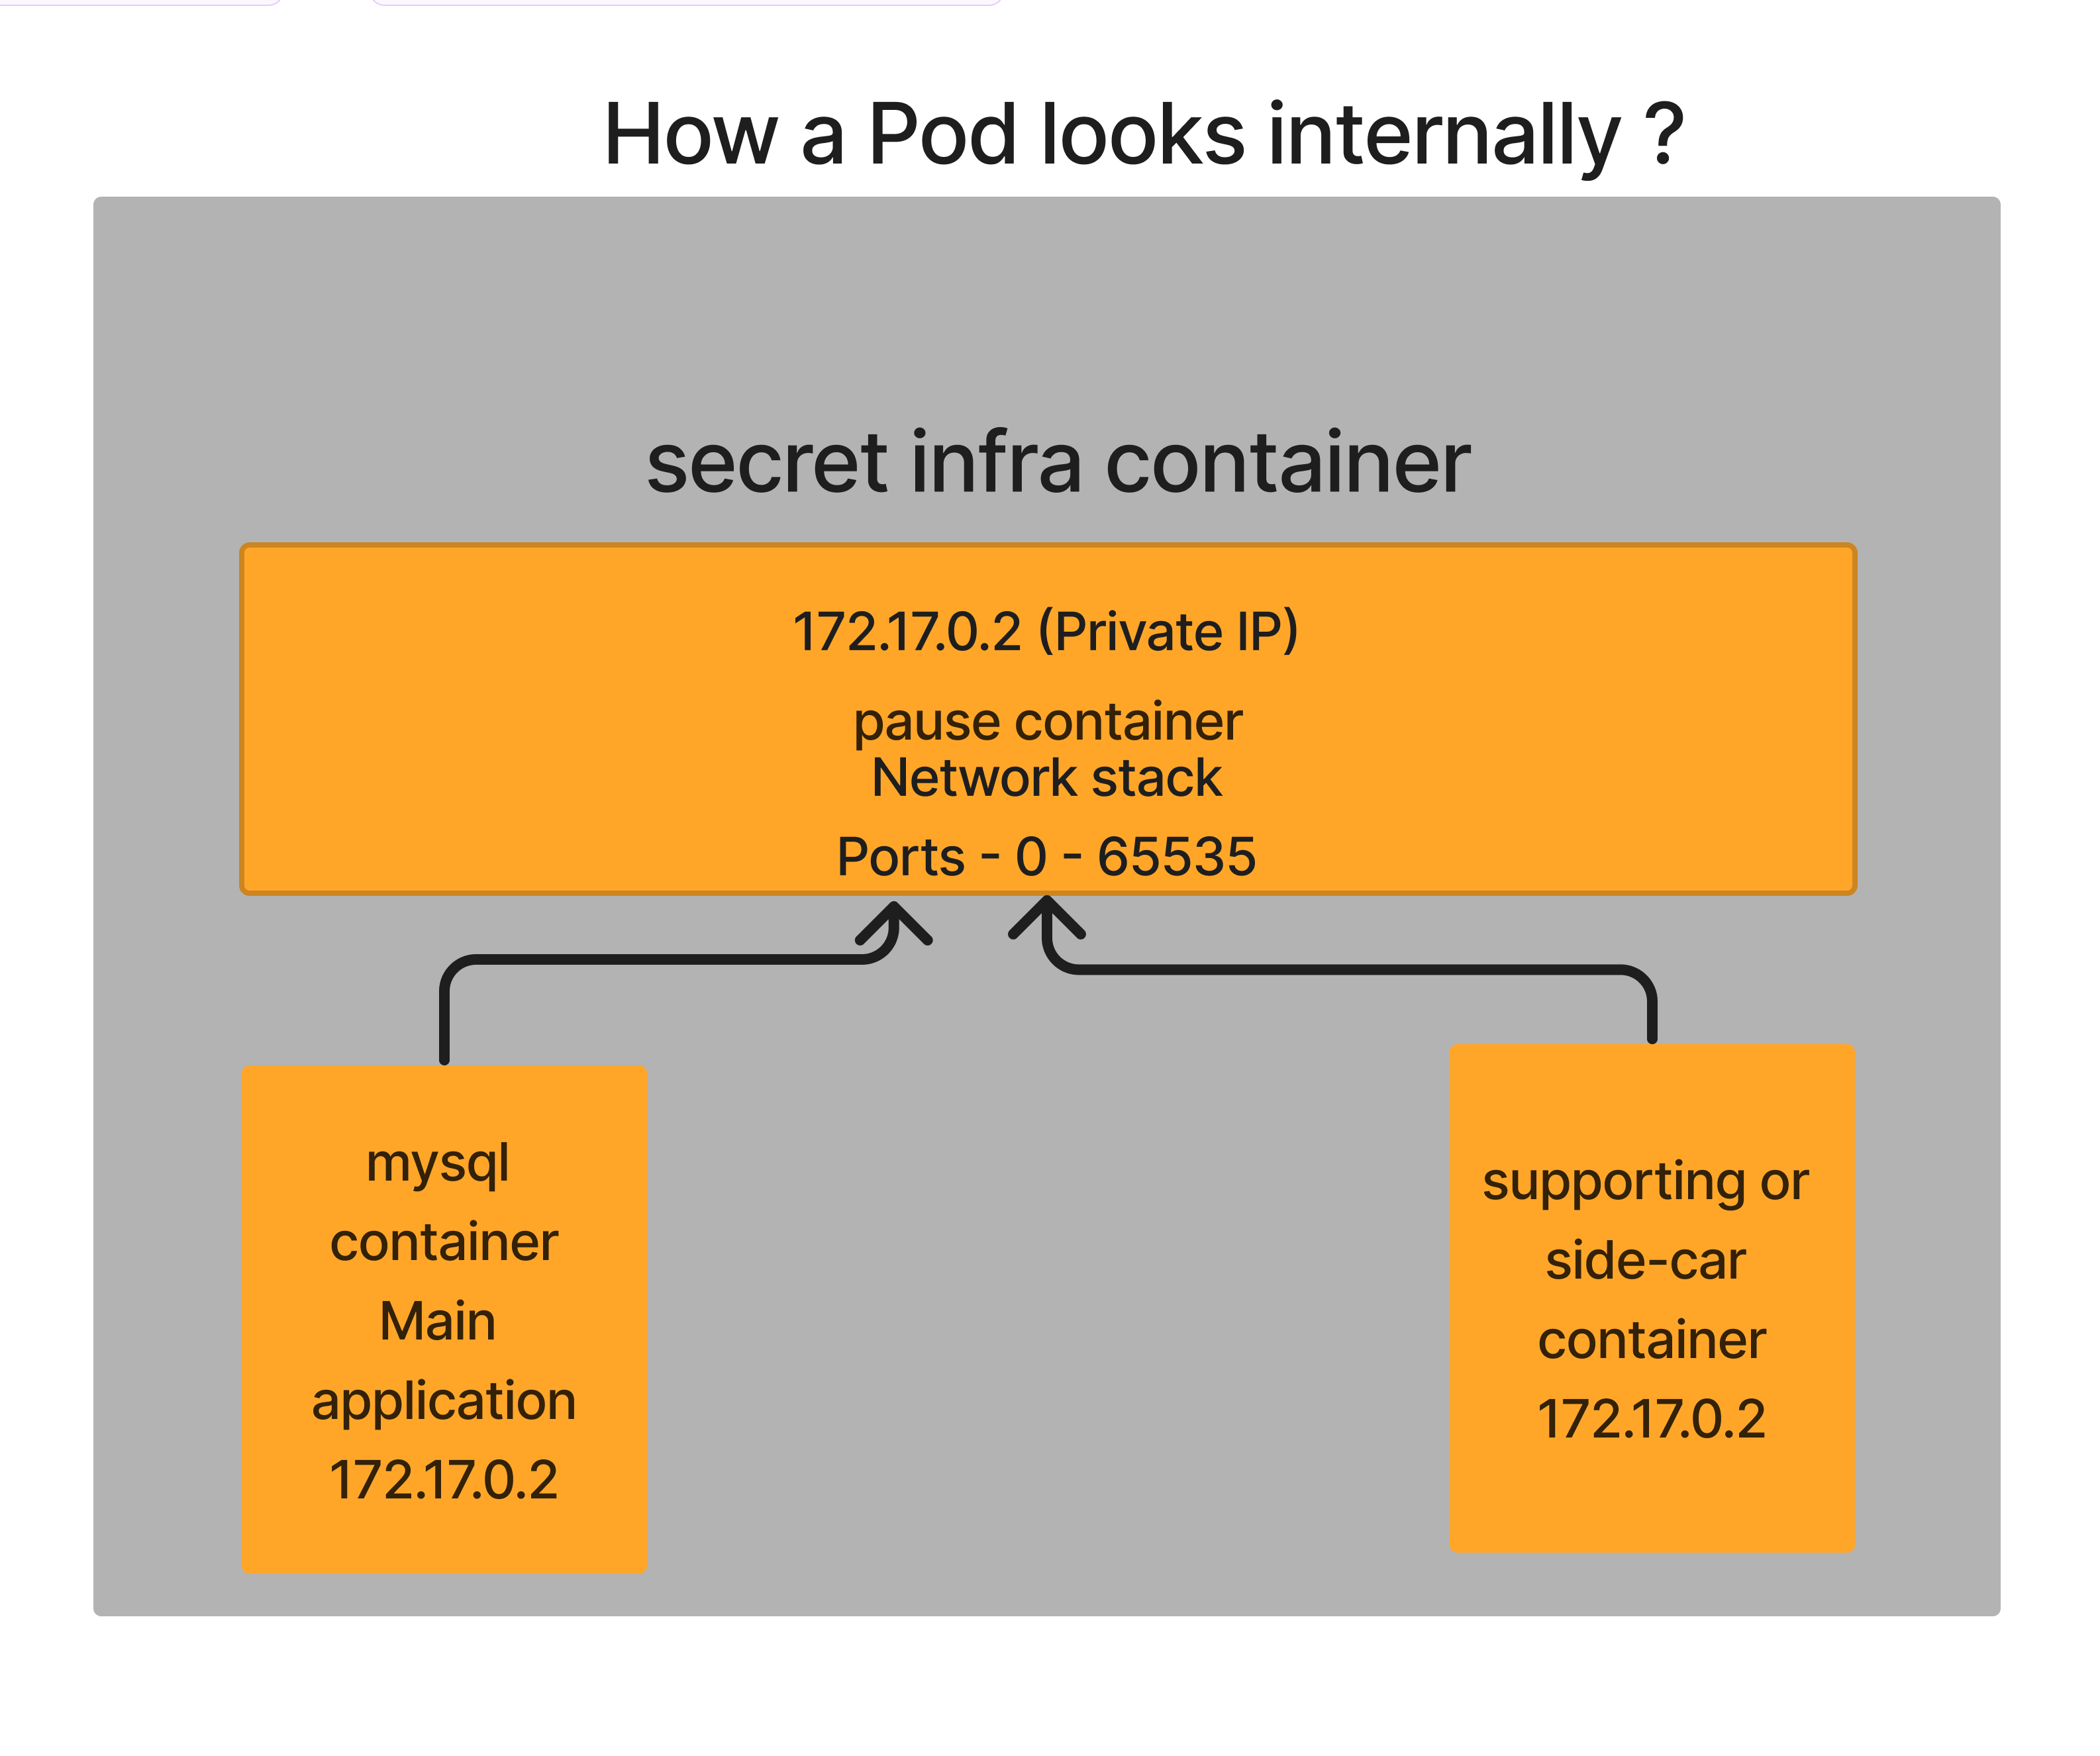 How a Pod looks internally ?
secret infra container
172.17.0.2 (Private IP)
pause container
Network stack
Ports - 0 - 65535
mysql
container
Main
application
172.17.0.2
supporting or
side-car
container
172.17.0.2